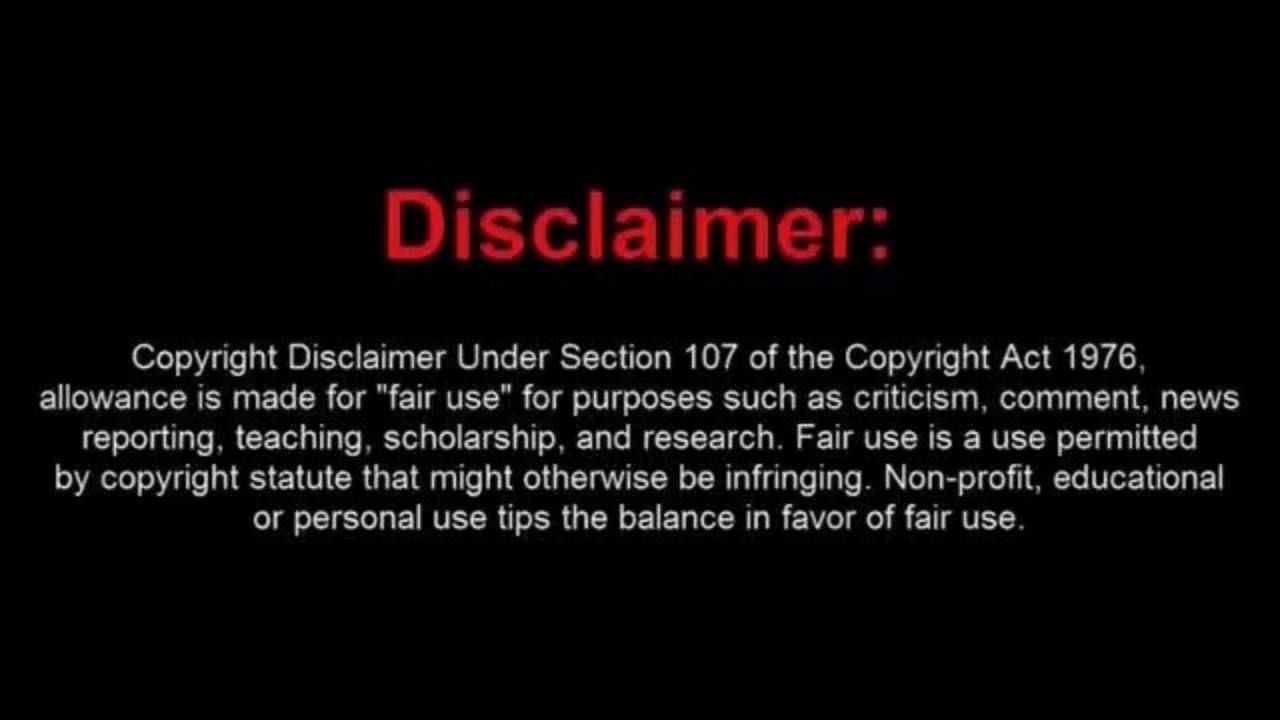 Disclaimer:
Copyright Disclaimer Under Section 107 of the Copyright Act 1976,
allowance is made for "fair use" for purposes such as criticism, comment, news
reporting, teaching, scholarship, and research. Fair use is a use permitted
by copyright statute that might otherwise be infringing. Non-profit, educational
or personal use tips the balance in favor of fair use.